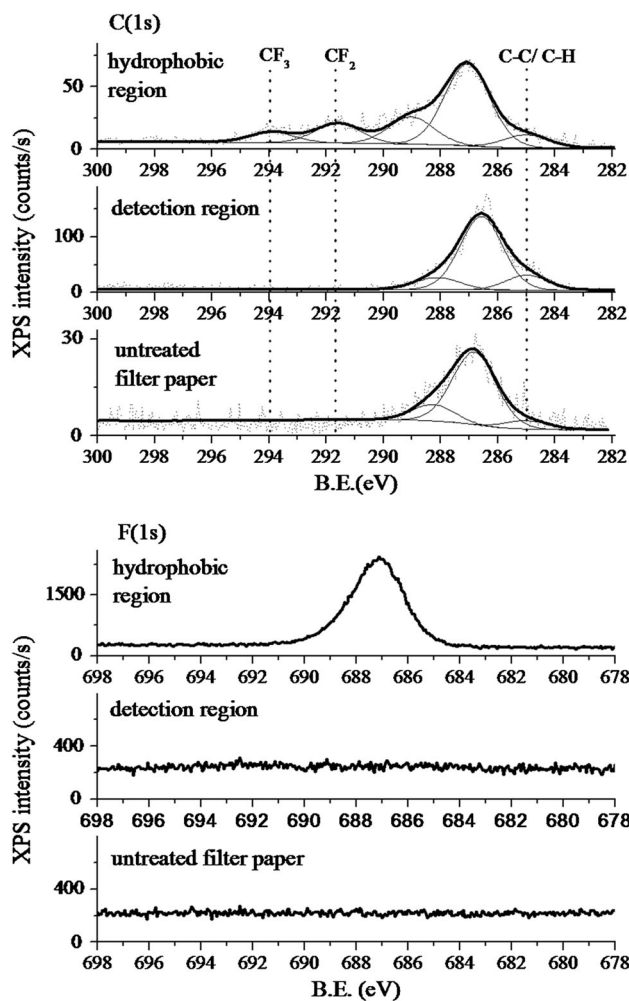 C(1s)
hydrophobic region
CF3 CF2 C-C/ C-H
50
0
300 298 296 294 292 290 288 286 284 282
detection region
100
0
300 298 296 294 292 290 288 286 284 282
untreated filter paper
30
0
300 298 296 294 292 290 288 286 284 282
B.E.(eV)
XPS intensity (counts/s)
F(1s)
hydrophobic region
1500
0
698 696 694 692 690 688 686 684 682 680 678
detection region
400
0
698 696 694 692 690 688 686 684 682 680 678
untreated filter paper
400
0
698 696 694 692 690 688 686 684 682 680 678
B.E. (eV)
XPS intensity (counts/s)